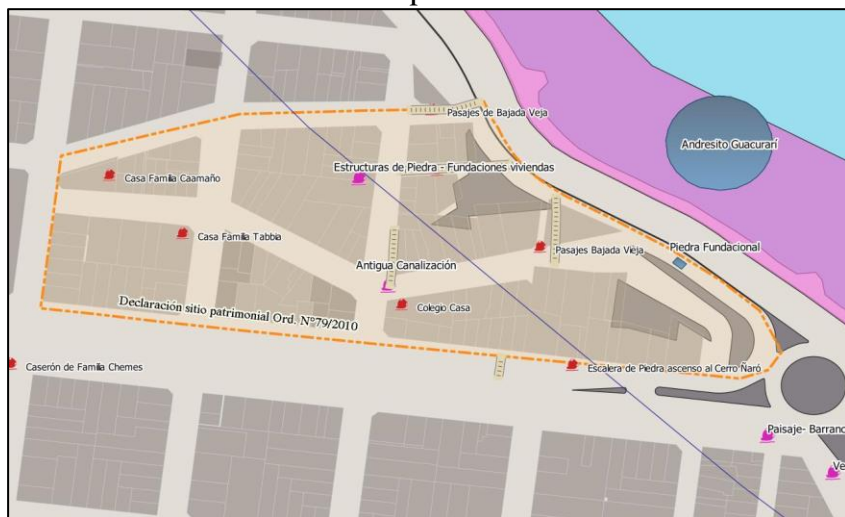 Pasajes de Bajada Veja
Andresito Guacurarí
Estructuras de Piedra - Fundaciones viviendas
Casa Familia Caamaño
Casa Familia Tabbia
Pasajes Bajada Vieja
Piedra Fundacional
Antigua Canalización
Declaración sitio patrimonial Ord. N°79/2010
Colegio Casa
Caserón de Familia Chemes
Escalera de Piedra ascenso al Cerro Ñaró
Paisaje- Barranc
Ve